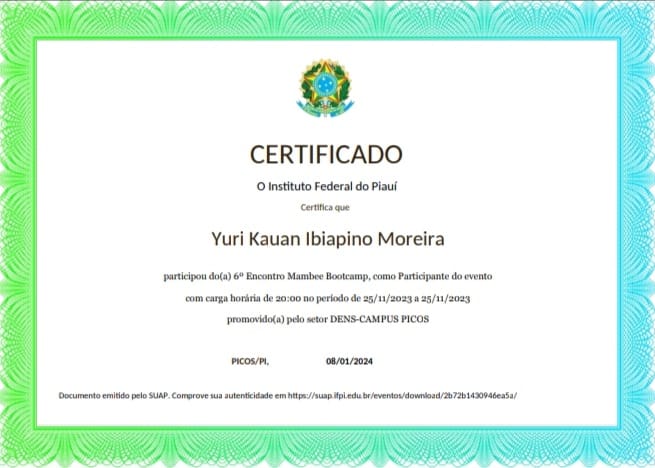 CERTIFICADO
O Instituto Federal do Piauí
Certifica que
Yuri Kauan Ibiapino Moreira
participou do(a) 6º Encontro Mambee Bootcamp, como Participante do evento
com carga horária de 20:00 no período de 25/11/2023 a 25/11/2023
promovido(a) pelo setor DENS-CAMPUS PICOS
PICOS/PI, 08/01/2024
Documento emitido pelo SUAP. Comprove sua autenticidade em https://suap.ifpi.edu.br/eventos/download/2b72b1430946ea5a/